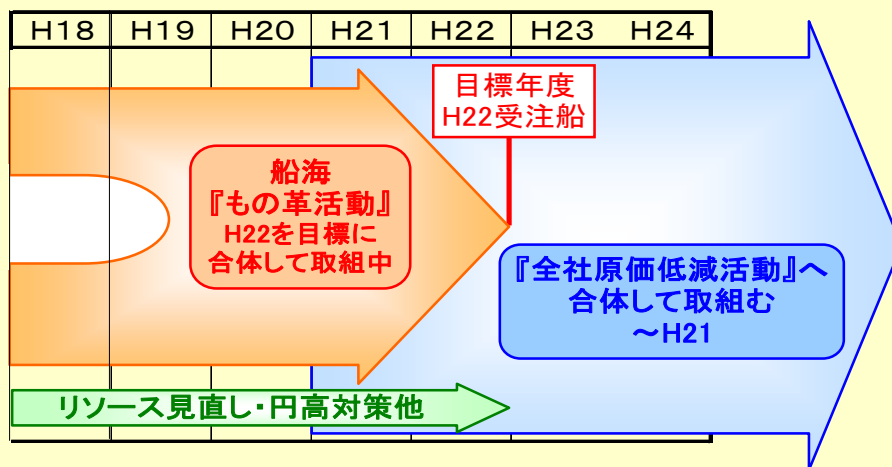 H18 H19 H20 H21 H22 H23 H24
目標年度
H22受注船
船海
『もの革活動』
H22を目標に
合体して取組中
『全社原価低減活動』へ
合体して取組む
～H21
リソース見直し・円高対策他